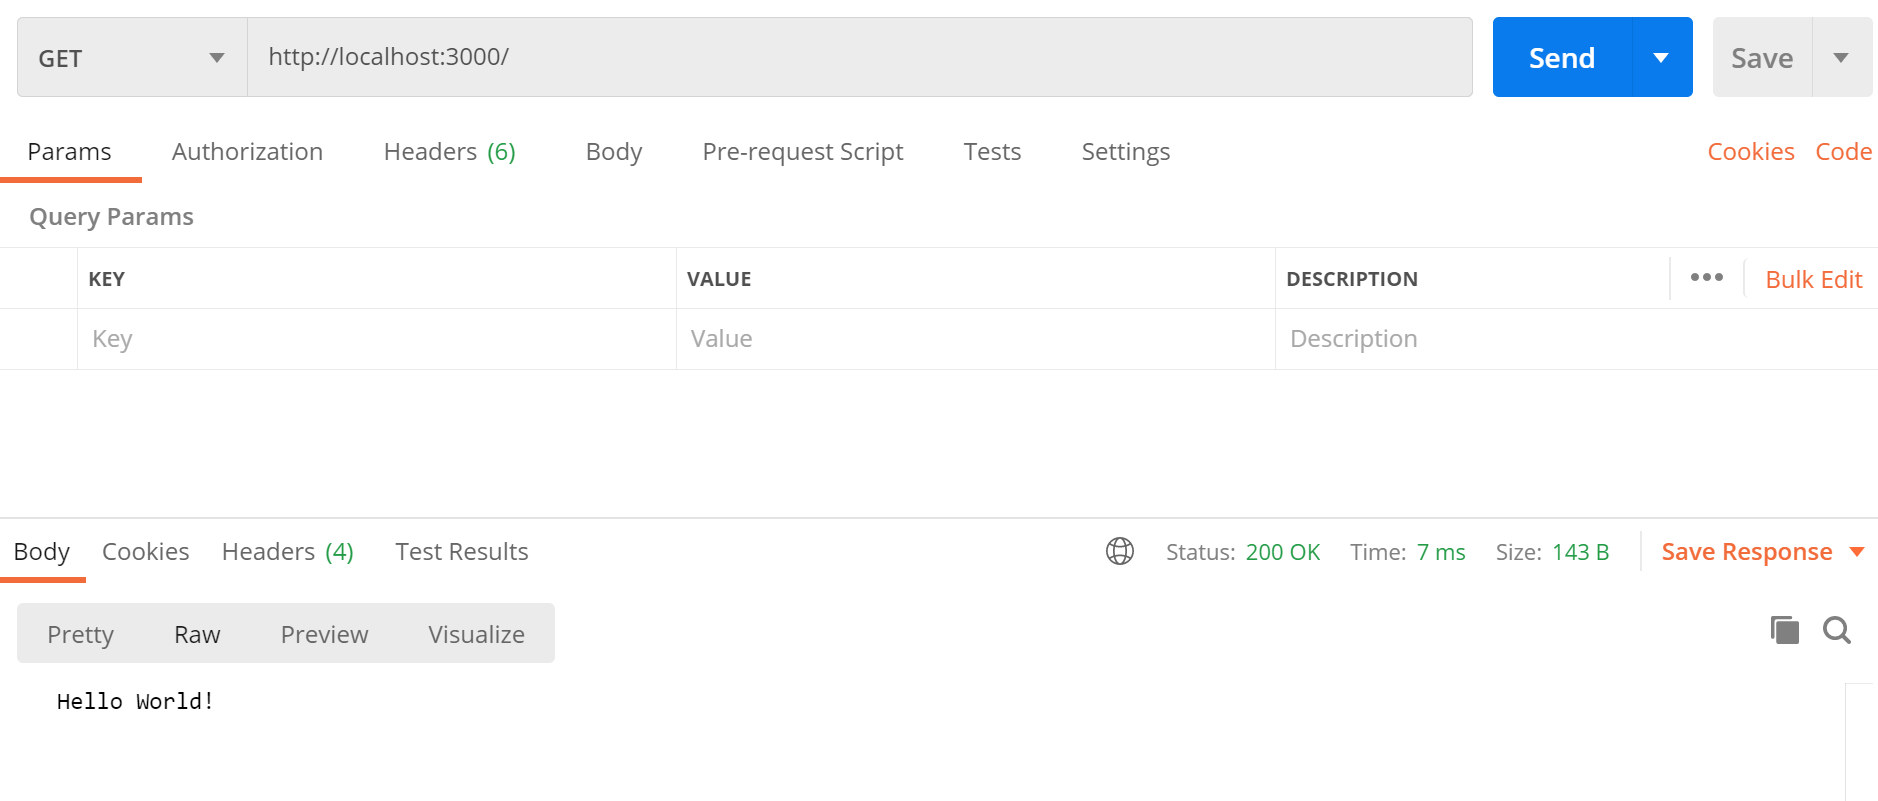 GET http://localhost:3000/ Send Save
Params Authorization Headers (6) Body Pre-request Script Tests Settings Cookies Code
Query Params
KEY VALUE DESCRIPTION Bulk Edit
Key Value Description
Body Cookies Headers (4) Test Results Status: 200 OK Time: 7 ms Size: 143 B Save Response
Pretty Raw Preview Visualize
Hello World!